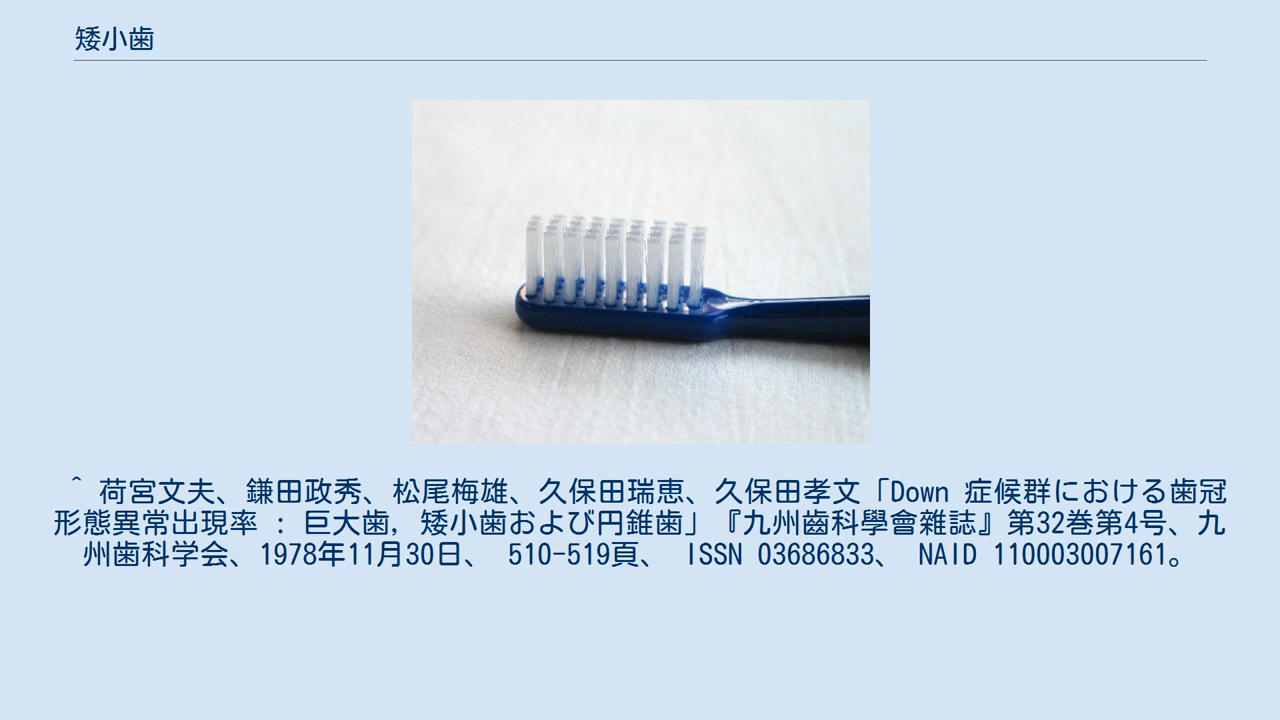 矮小歯
^ 荷宮文夫、鎌田政秀、松尾梅雄、久保田瑞恵、久保田孝文「Down 症候群における歯冠
形態異常出現率 : 巨大歯, 矮小歯および円錐歯」『九州齒科學會雜誌』第32巻第4号、九
州歯科学会、1978年11月30日、 510-519頁、 ISSN 03686833、 NAID 110003007161。